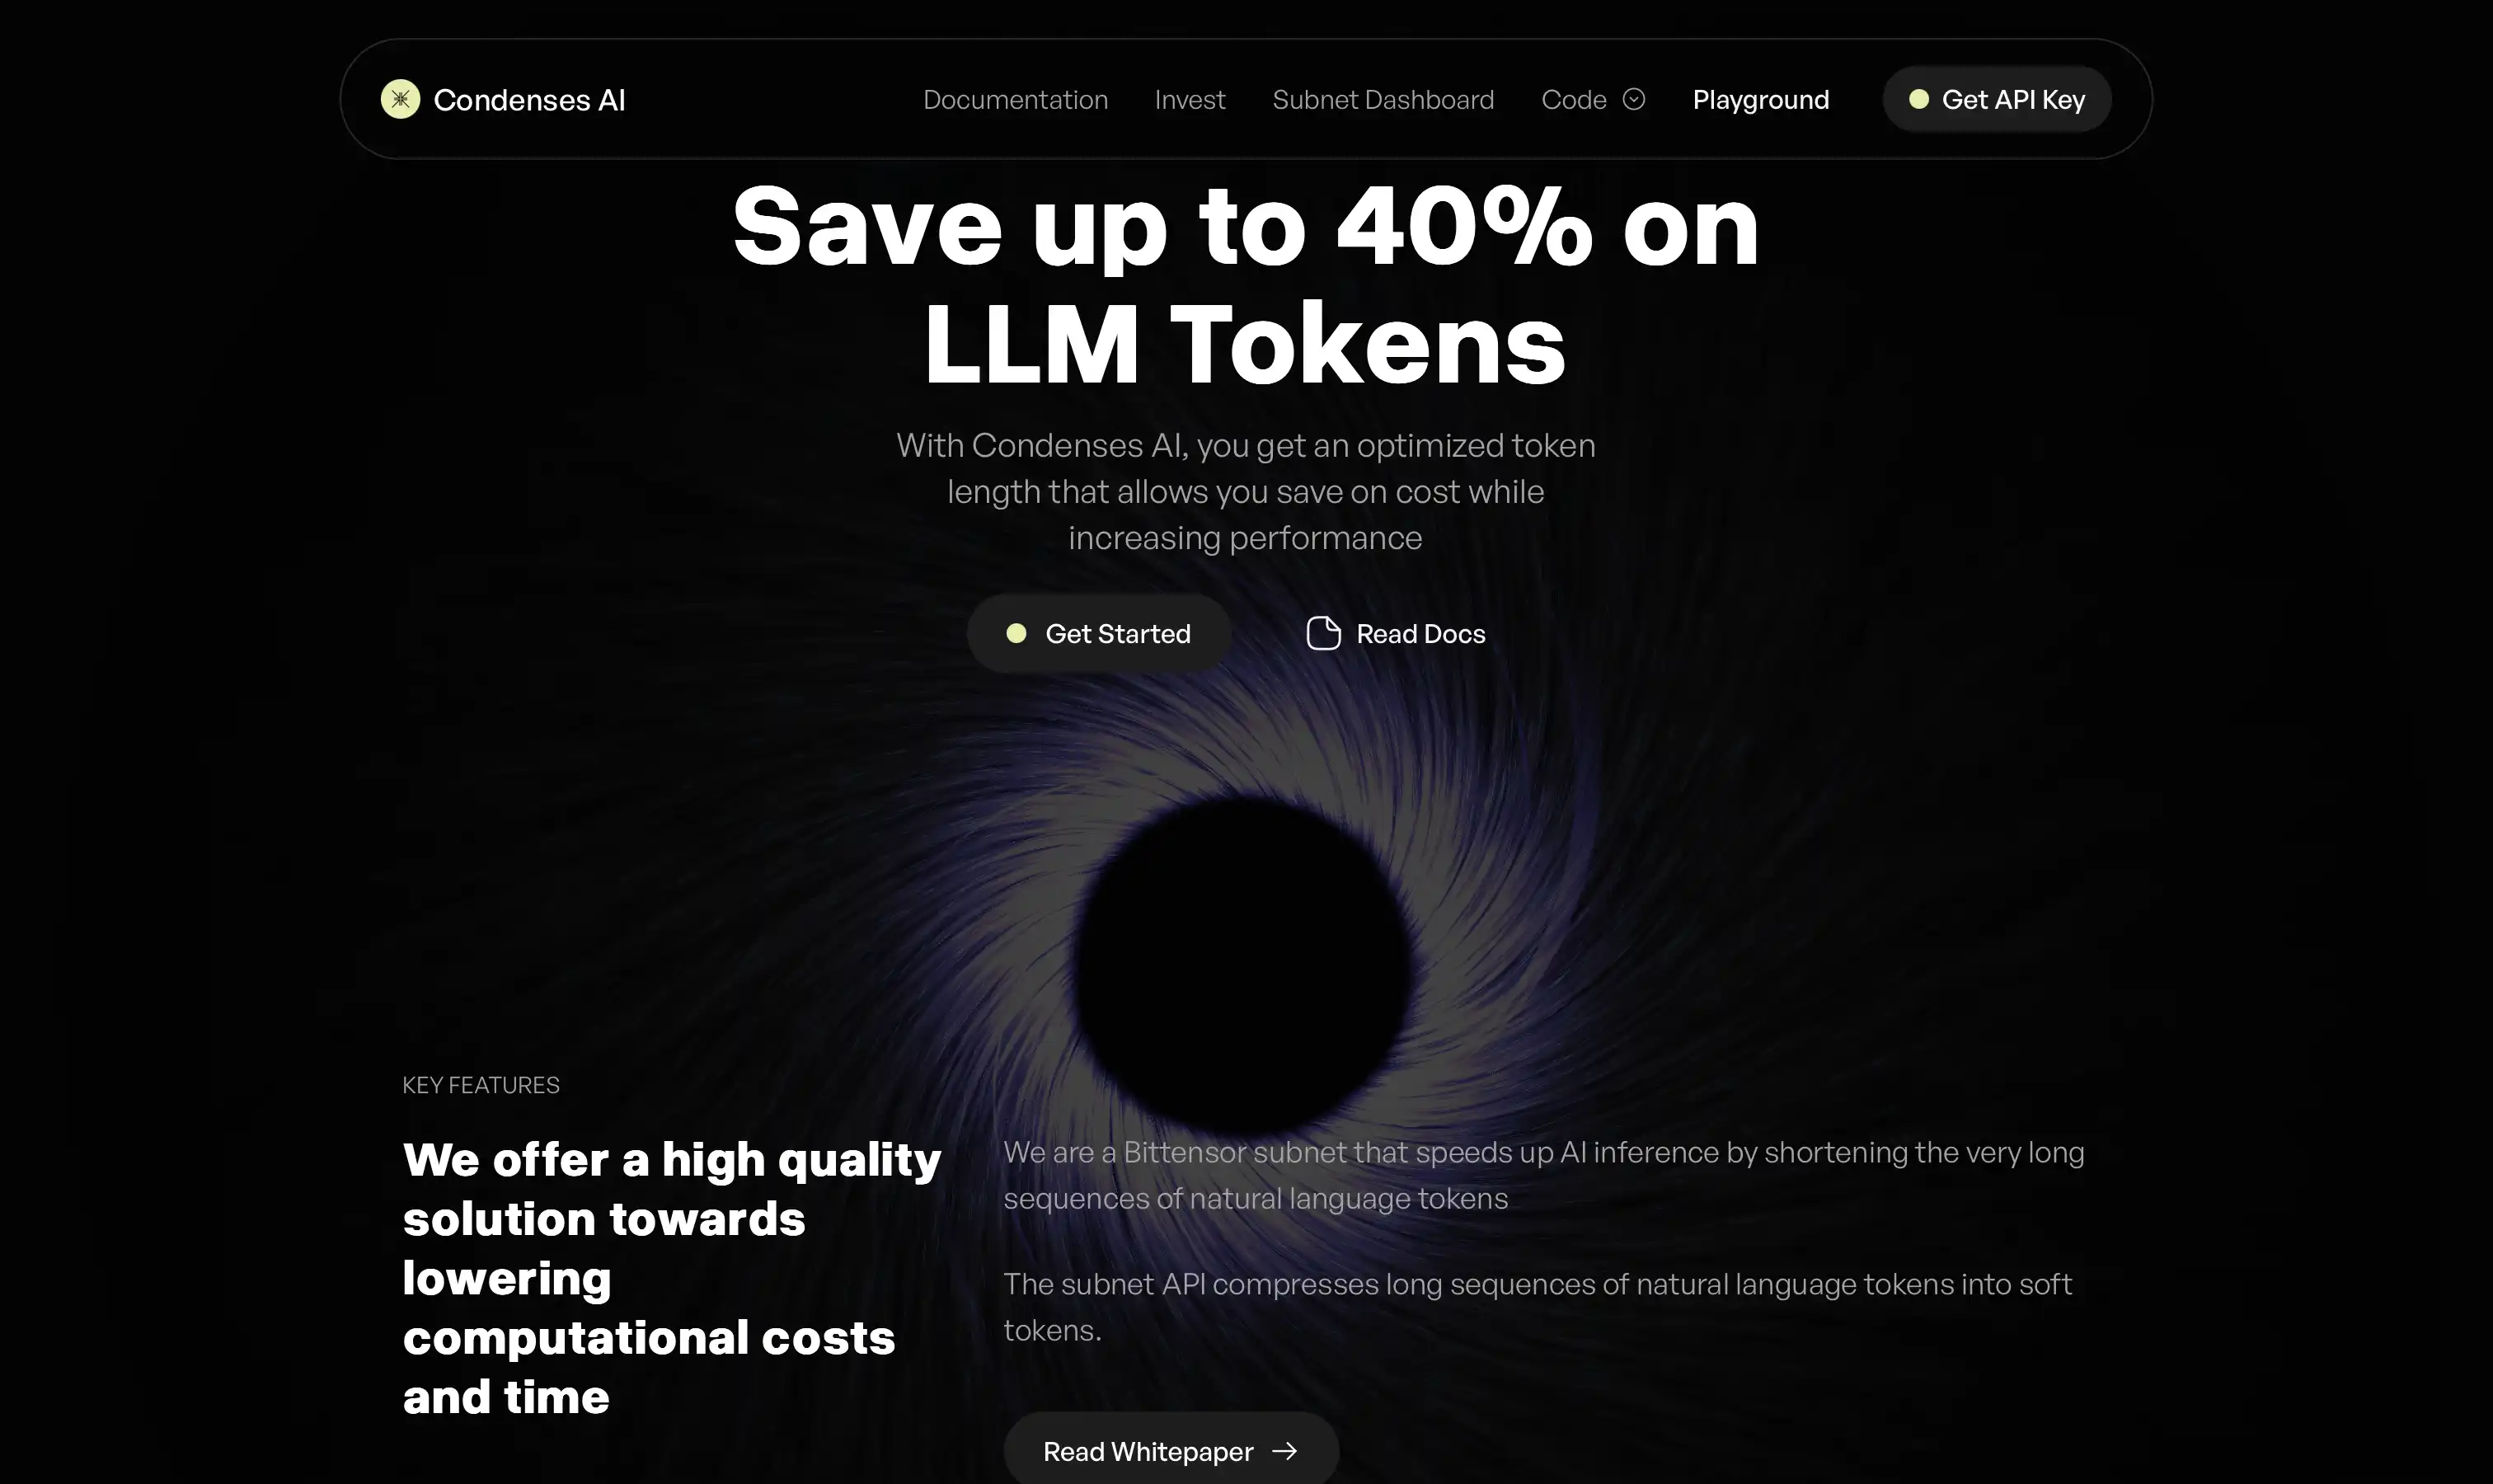 Condenses AI
Documentation
Invest
Subnet Dashboard
Code
Playground
Get API Key
Save up to 40% on
LLM Tokens
With Condenses AI, you get an optimized token
length that allows you save on cost while
increasing performance
Get Started
Read Docs
KEY FEATURES
We offer a high quality
solution towards
lowering
computational costs
and time
We are a Bittensor subnet that speeds up AI inference by shortening the very long
sequences of natural language tokens
The subnet API compresses long sequences of natural language tokens into soft
tokens.
Read Whitepaper